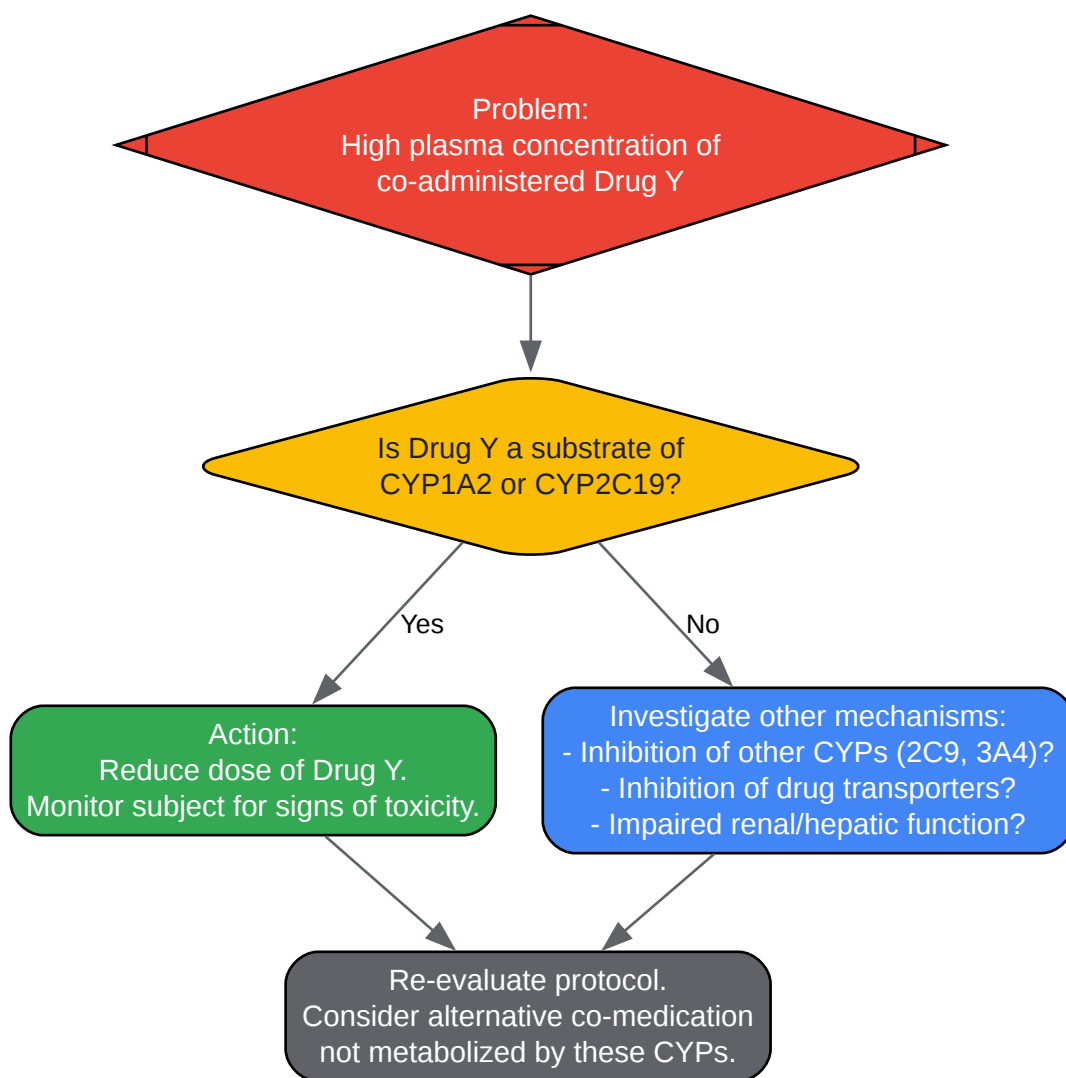 Problem:
High plasma concentration of
co-administered Drug Y
Is Drug Y a substrate of
CYP1A2 or CYP2C19?
Yes
No
Action:
Reduce dose of Drug Y.
Monitor subject for signs of toxicity.
Investigate other mechanisms:
- Inhibition of other CYPs (2C9, 3A4)?
- Inhibition of drug transporters?
- Impaired renal/hepatic function?
Re-evaluate protocol.
Consider alternative co-medication
not metabolized by these CYPs.